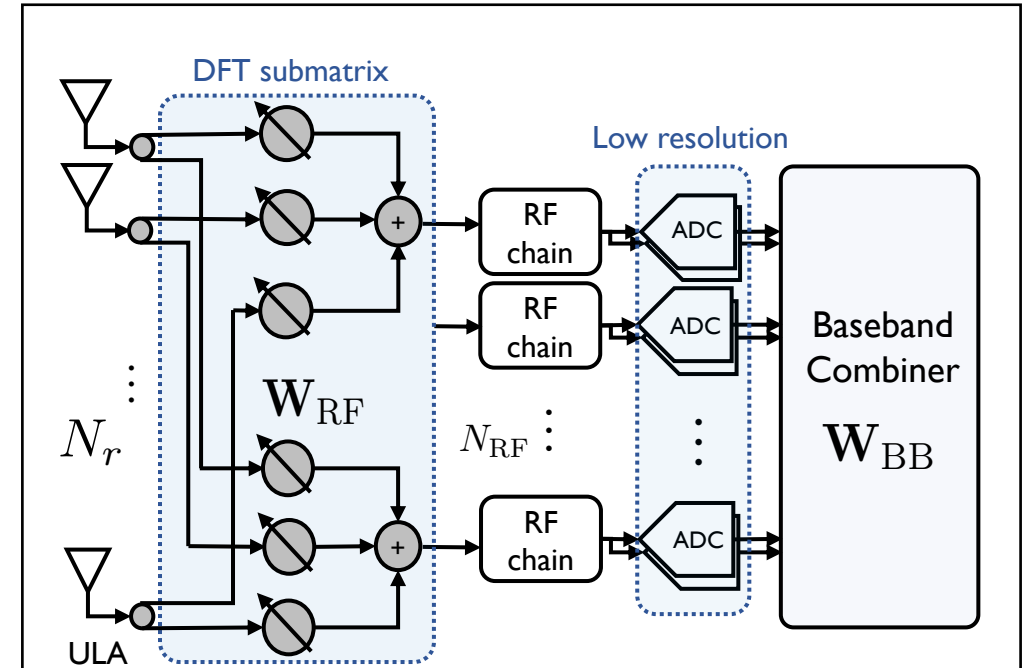 DFT submatrix
Low resolution
+
RF
chain
ADC
RF
chain
ADC
Baseband
Combiner
W_BB
W_RF
N_r
N_RF
+
RF
chain
ADC
ULA